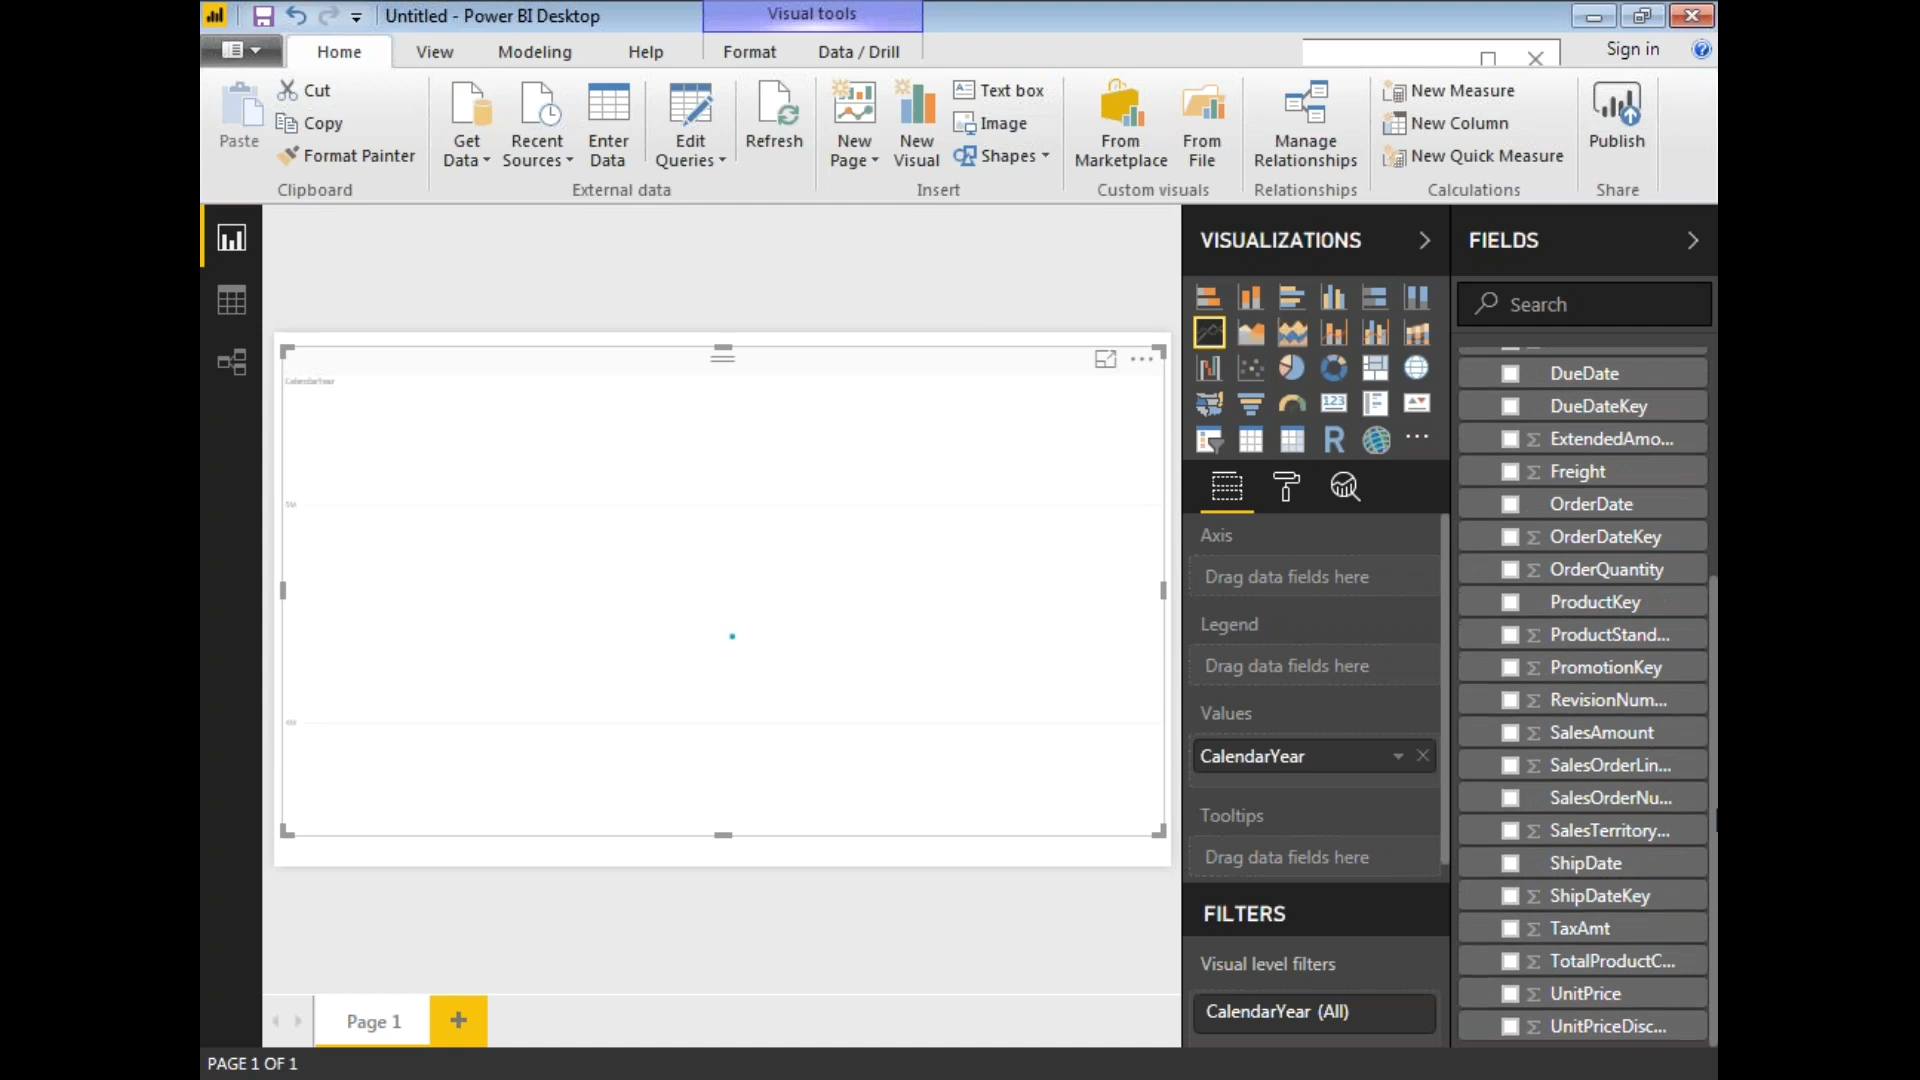 Untitled - Power BI Desktop
Visual tools
Home
View
Modeling
Help
Format
Data / Drill
Sign in
Paste
Cut
Copy
Format Painter
Clipboard
Get Data
Recent Sources
Enter Data
Edit Queries
Refresh
External data
New Page
New Visual
Text box
Image
Shapes
Insert
From Marketplace
From File
Custom visuals
Manage Relationships
Relationships
New Measure
New Column
New Quick Measure
Calculations
Publish
Share
CalendarYear
VISUALIZATIONS
123
R
Axis
Drag data fields here
Legend
Drag data fields here
Values
CalendarYear
Tooltips
Drag data fields here
FILTERS
Visual level filters
CalendarYear (All)
FIELDS
Search
DueDate
DueDateKey
ExtendedAmo...
Freight
OrderDate
OrderDateKey
OrderQuantity
ProductKey
ProductStand...
PromotionKey
RevisionNum...
SalesAmount
SalesOrderLin...
SalesOrderNu...
SalesTerritory...
ShipDate
ShipDateKey
TaxAmt
TotalProductC...
UnitPrice
UnitPriceDisc...
Page 1
PAGE 1 OF 1